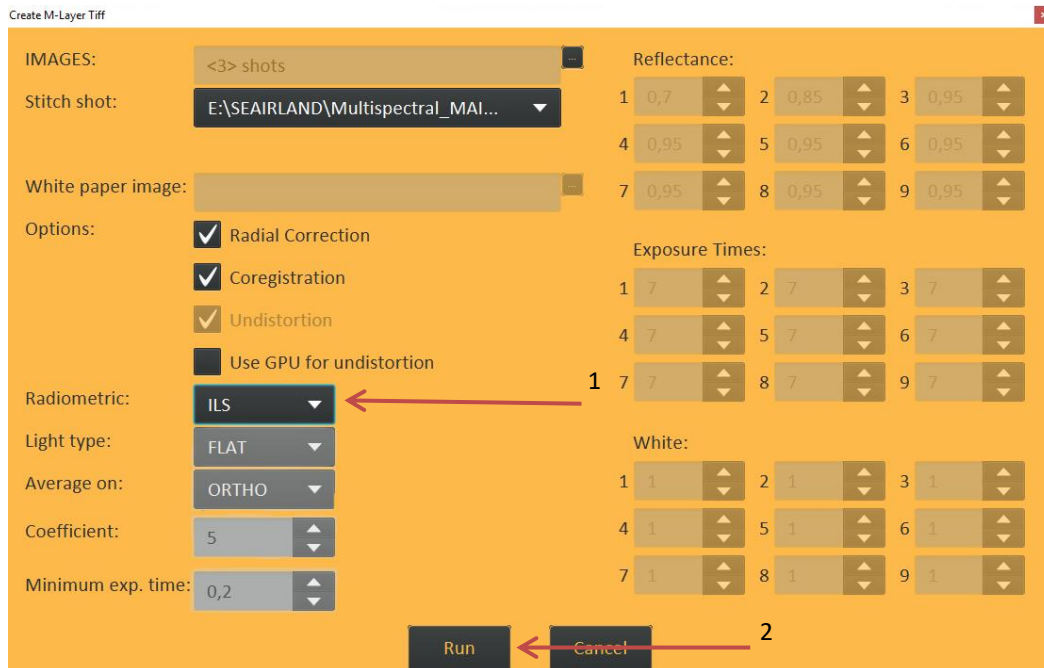 Create M-Layer Tiff
IMAGES: <3> shots ...
Stitch shot: E:\SEAIRLAND\Multispectral_MAI...
White paper image: ...
Options: Radial Correction
Coregistration
Undistortion
Use GPU for undistortion
Radiometric: ILS
Light type: FLAT
Average on: ORTHO
Coefficient: 5
Minimum exp. time: 0,2
Reflectance:
1 0,7 2 0,85 3 0,95
4 0,95 5 0,95 6 0,95
7 0,95 8 0,95 9 0,95
Exposure Times:
1 7 2 7 3 7
4 7 5 7 6 7
7 7 8 7 9 7
White:
1 1 2 1 3 1
4 1 5 1 6 1
7 1 8 1 9 1
1
2
Run Cancel